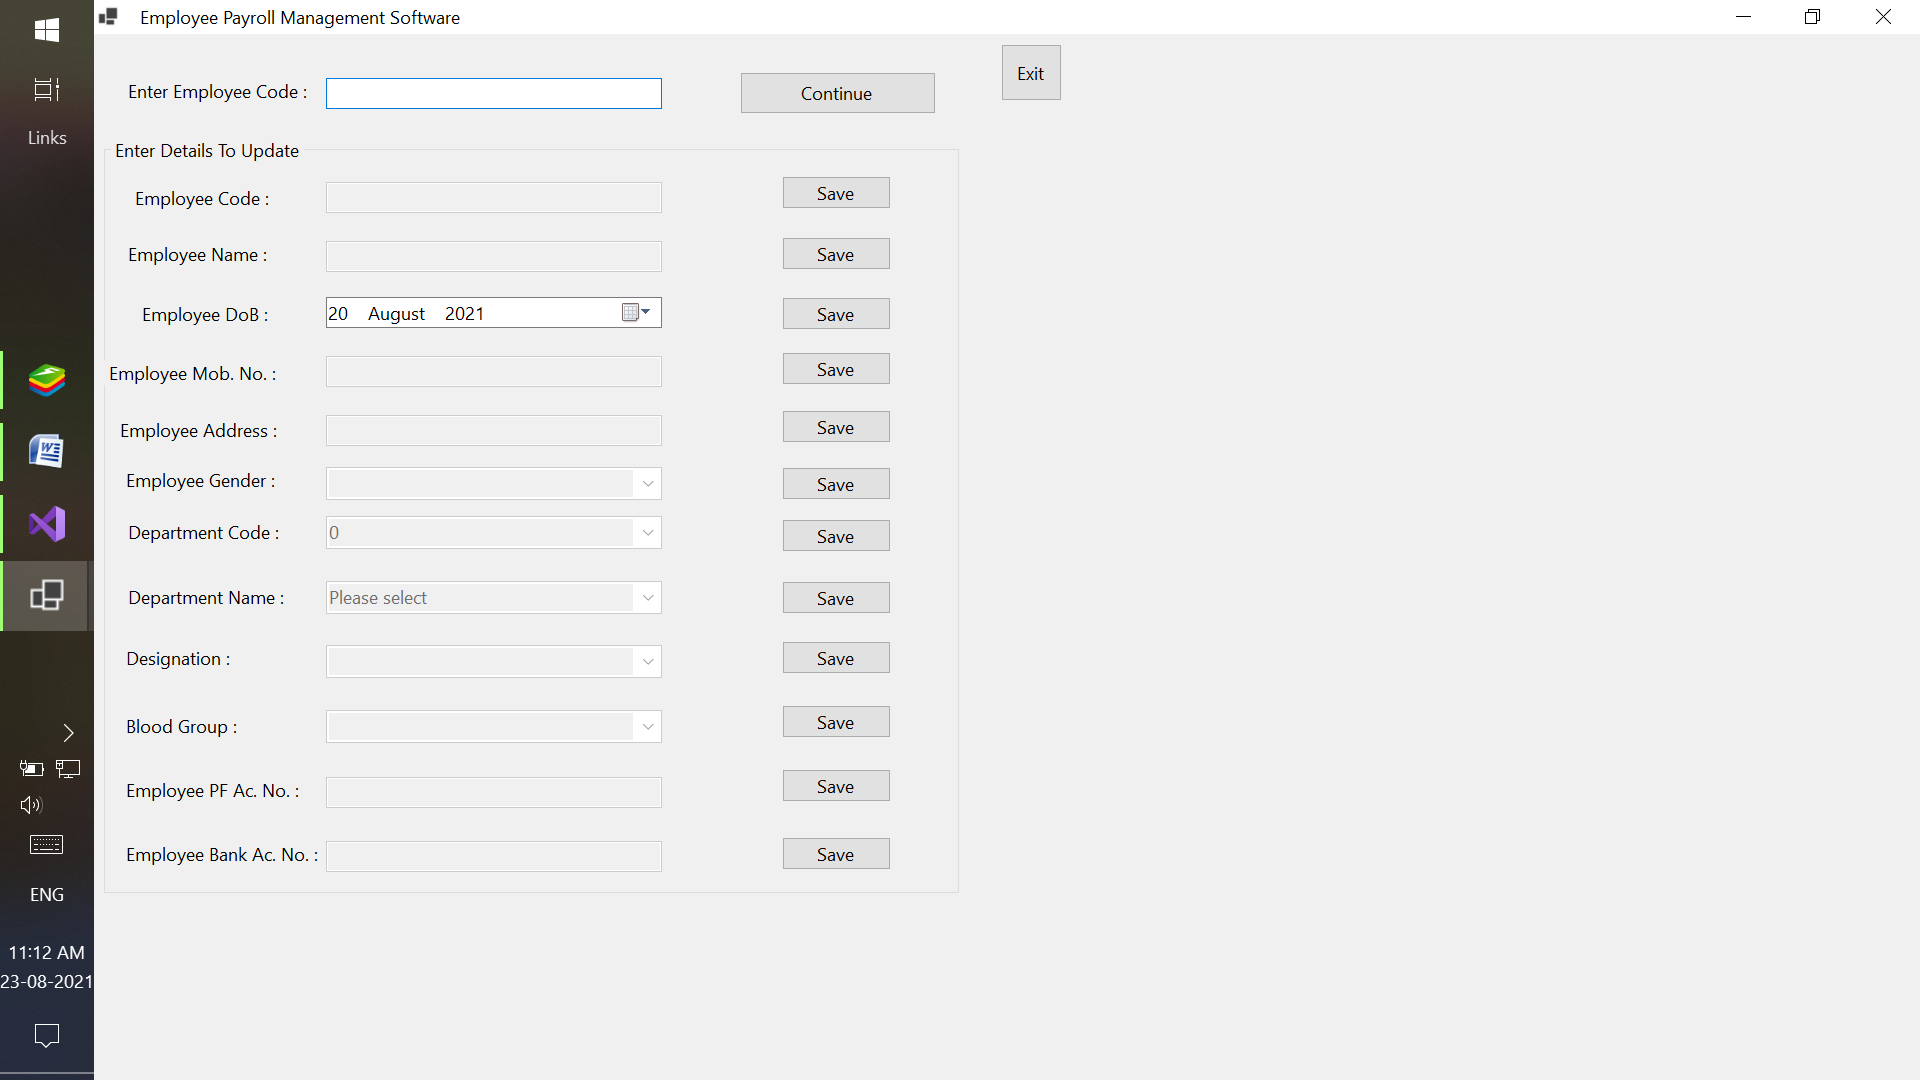 Employee Payroll Management Software
Links
Enter Employee Code :
Continue
Exit
Enter Details To Update
Employee Code :
Save
Employee Name :
Save
Employee DoB :
20 August 2021
Save
Employee Mob. No. :
Save
Employee Address :
Save
Employee Gender :
Save
Department Code :
0
Save
Department Name :
Please select
Save
Designation :
Save
Blood Group :
Save
Employee PF Ac. No. :
Save
Employee Bank Ac. No. :
Save
ENG
11:12 AM
23-08-2021